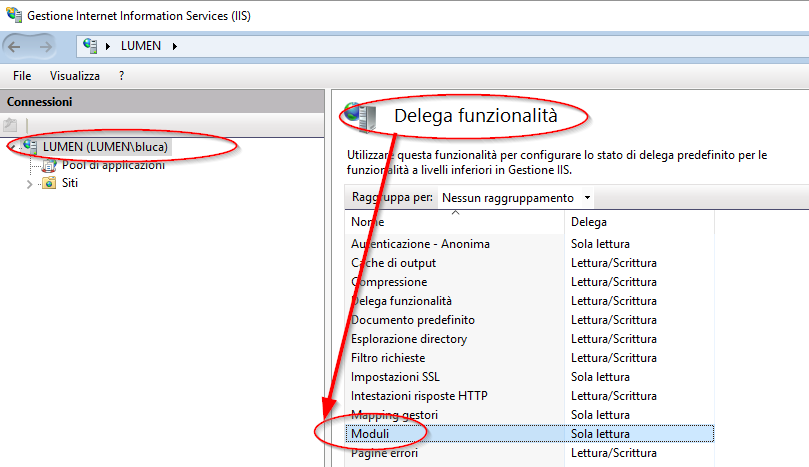 Gestione Internet Information Services (IIS)
LUMEN
File Visualizza ?
Connessioni
LUMEN (LUMEN\bluca)
Pool di applicazioni
Siti
Delega funzionalità
Utilizzare questa funzionalità per configurare lo stato di delega predefinito per le
funzionalità a livelli inferiori in Gestione IIS.
Raggruppa per: Nessun raggruppamento
Nome Delega
Autenticazione - Anonima Sola lettura
Cache di output Lettura/Scrittura
Compressione Lettura/Scrittura
Delega funzionalità Lettura/Scrittura
Documento predefinito Lettura/Scrittura
Esplorazione directory Lettura/Scrittura
Filtro richieste Lettura/Scrittura
Impostazioni SSL Sola lettura
Intestazioni risposte HTTP Lettura/Scrittura
Mapping gestori Lettura/Scrittura
Moduli Sola lettura
Pagine errori Lettura/Scrittura